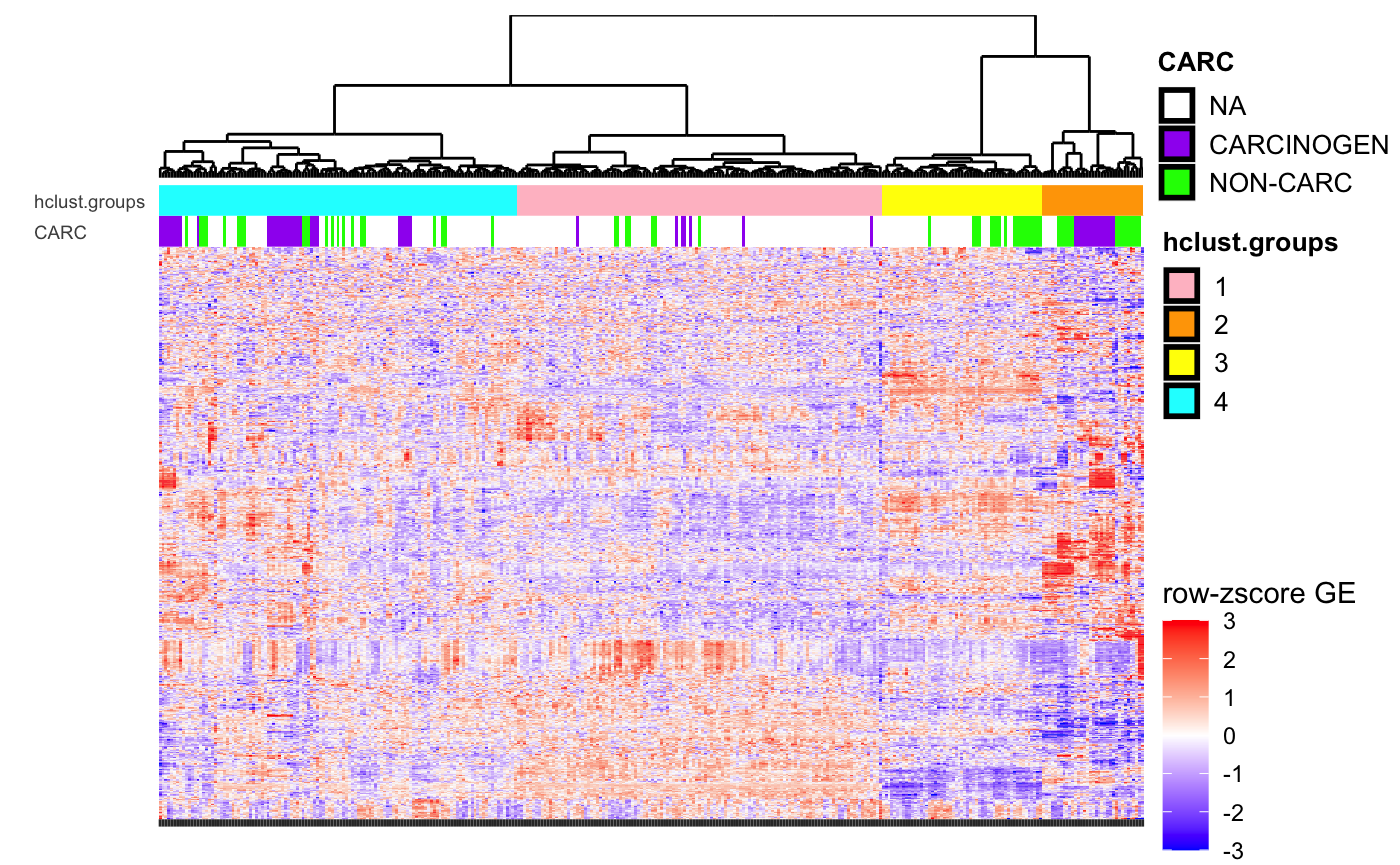 CARC
NA
CARCINOGEN
NON-CARC
hclust.groups
CARC
hclust.groups
1
2
3
4
row-zscore GE
3
2
1
0
-1
-2
-3